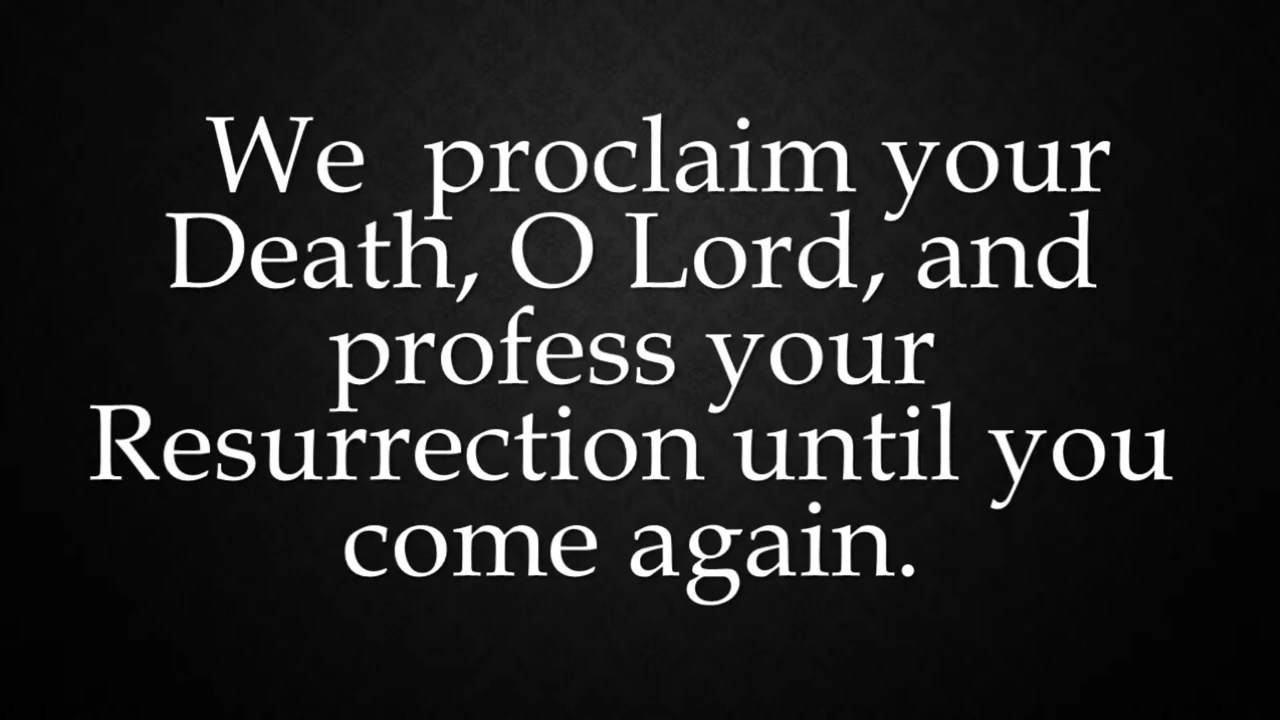 We  proclaim your
Death, O Lord, and
profess your
Resurrection until you
come again.